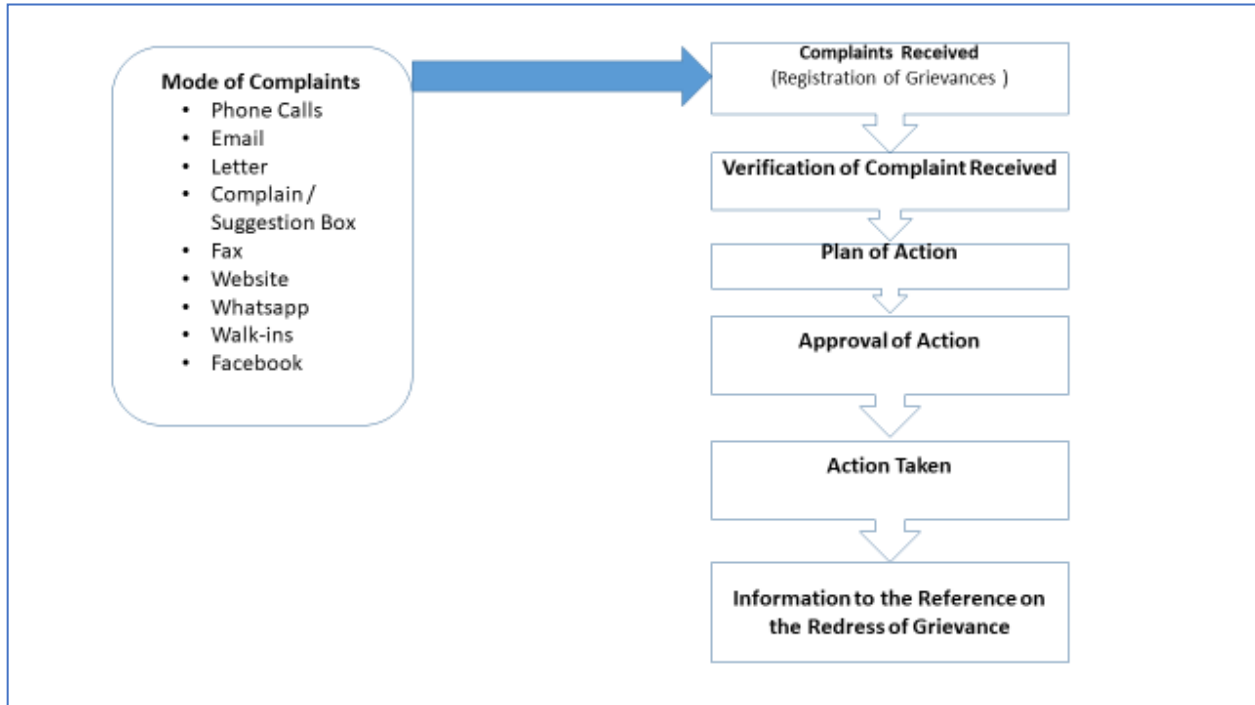 Mode of Complaints
• Phone Calls
• Email
• Letter
• Complain /
Suggestion Box
• Fax
• Website
• Whatsapp
• Walk-ins
• Facebook
Complaints Received
(Registration of Grievances )
Verification of Complaint Received
Plan of Action
Approval of Action
Action Taken
Information to the Reference on
the Redress of Grievance